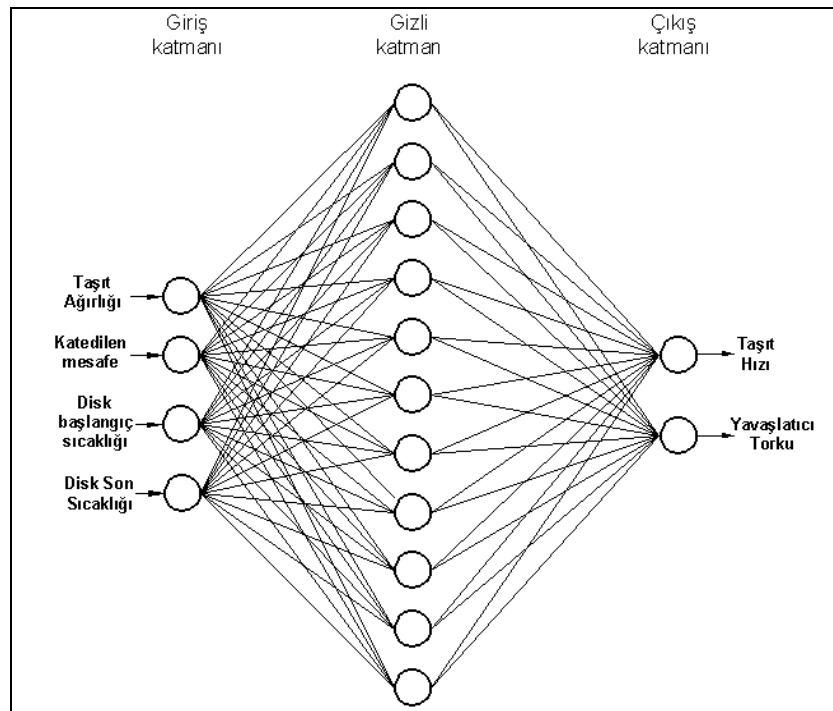 Giriş
katmanı
Gizli
katman
Çıkış
katmanı
Taşıt
Ağırlığı
Katedilen
mesafe
Disk
başlangıç
sıcaklığı
Disk Son
Sıcaklığı
Taşıt
Hızı
Yavaşlatıcı
Torku